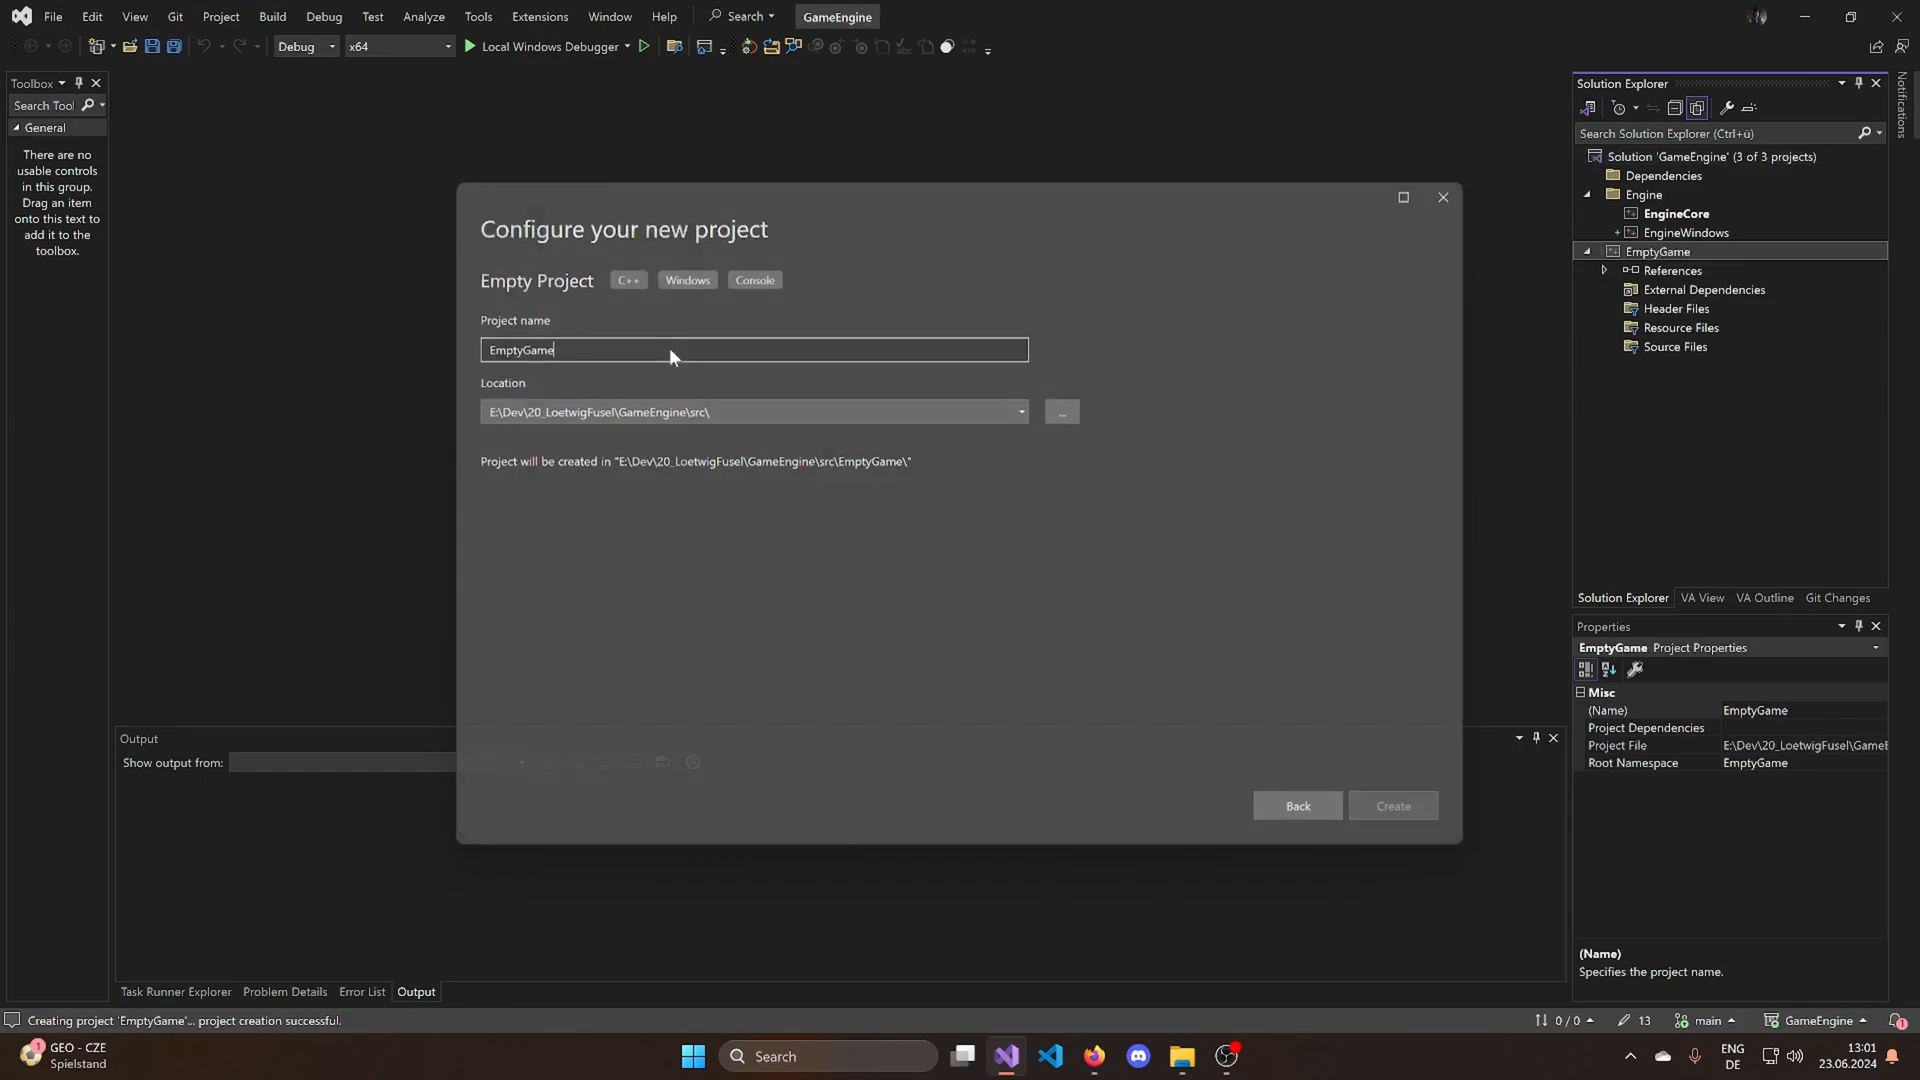 File Edit View Git Project Build Debug Test Analyze Tools Extensions Window Help Search GameEngine
Debug x64 Local Windows Debugger
Toolbox
Search Tool
General
There are no
usable controls
in this group.
Drag an item
onto this text to
add it to the
toolbox.
Configure your new project
Empty Project C++ Windows Console
Project name
EmptyGame
Location
E:\Dev\20_LoetwigFusel\GameEngine\src\
...
Project will be created in "E:\Dev\20_LoetwigFusel\GameEngine\src\EmptyGame\"
Back Create
Output
Show output from:
Task Runner Explorer Problem Details Error List Output
Solution Explorer
Search Solution Explorer (Ctrl+ü)
Solution 'GameEngine' (3 of 3 projects)
Dependencies
Engine
EngineCore
EngineWindows
EmptyGame
References
External Dependencies
Header Files
Resource Files
Source Files
Solution Explorer VA View VA Outline Git Changes
Properties
EmptyGame Project Properties
Misc
(Name) EmptyGame
Project Dependencies
Project File E:\Dev\20_LoetwigFusel\GameE
Root Namespace EmptyGame
(Name)
Specifies the project name.
Notifications
Creating project 'EmptyGame'... project creation successful.
0 / 0 13 main GameEngine 1
1 GEO - CZE
Spielstand
Search
ENG
DE
13:01
23.06.2024